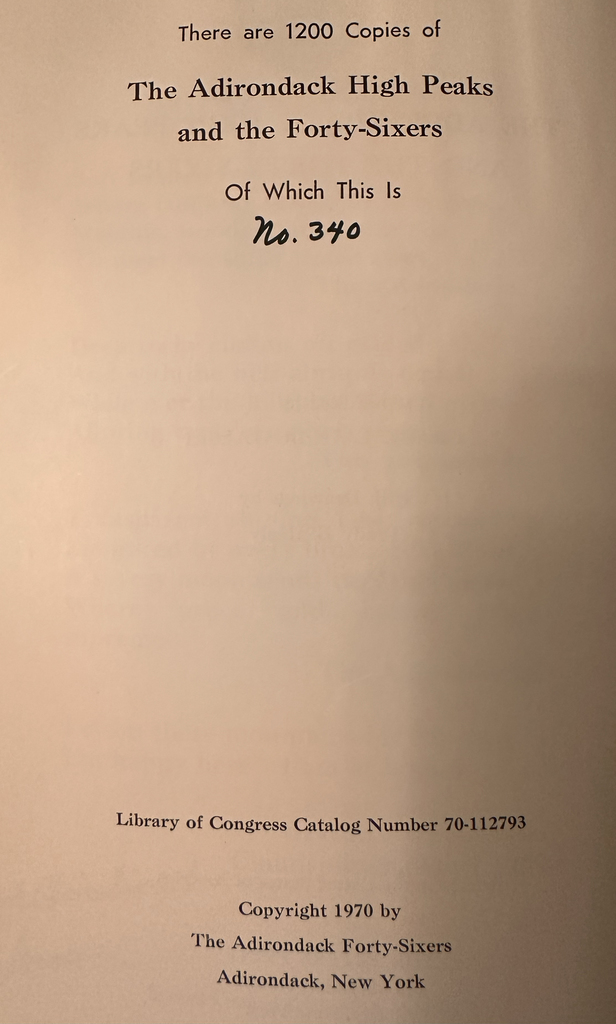 There are 1200 Copies of
The Adirondack High Peaks
and the Forty-Sixers
Of Which This Is
No. 340
Library of Congress Catalog Number 70-112793
Copyright 1970 by
The Adirondack Forty-Sixers
Adirondack, New York